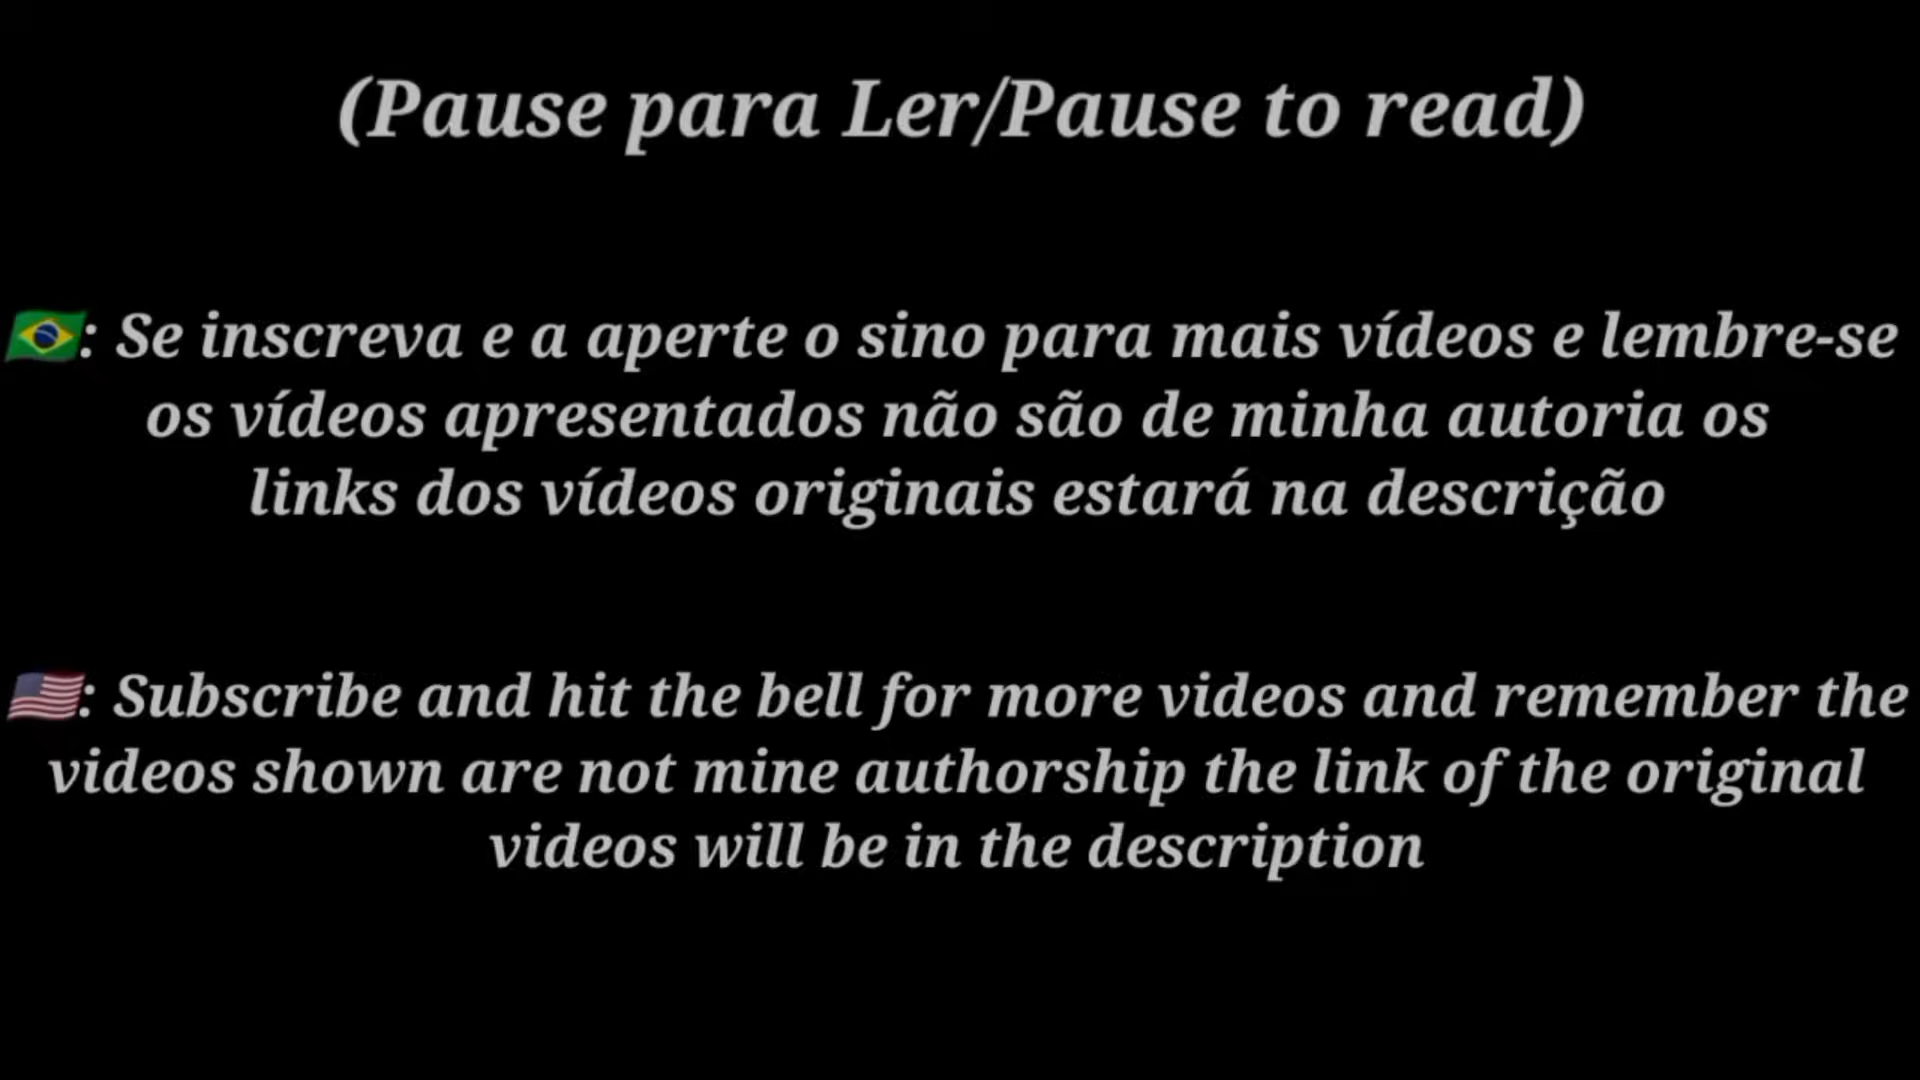 (Pause para Ler/Pause to read)
🇧🇷: Se inscreva e a aperte o sino para mais vídeos e lembre-se
os vídeos apresentados não são de minha autoria os
links dos vídeos originais estará na descrição
🇺🇸: Subscribe and hit the bell for more videos and remember the
videos shown are not mine authorship the link of the original
videos will be in the description